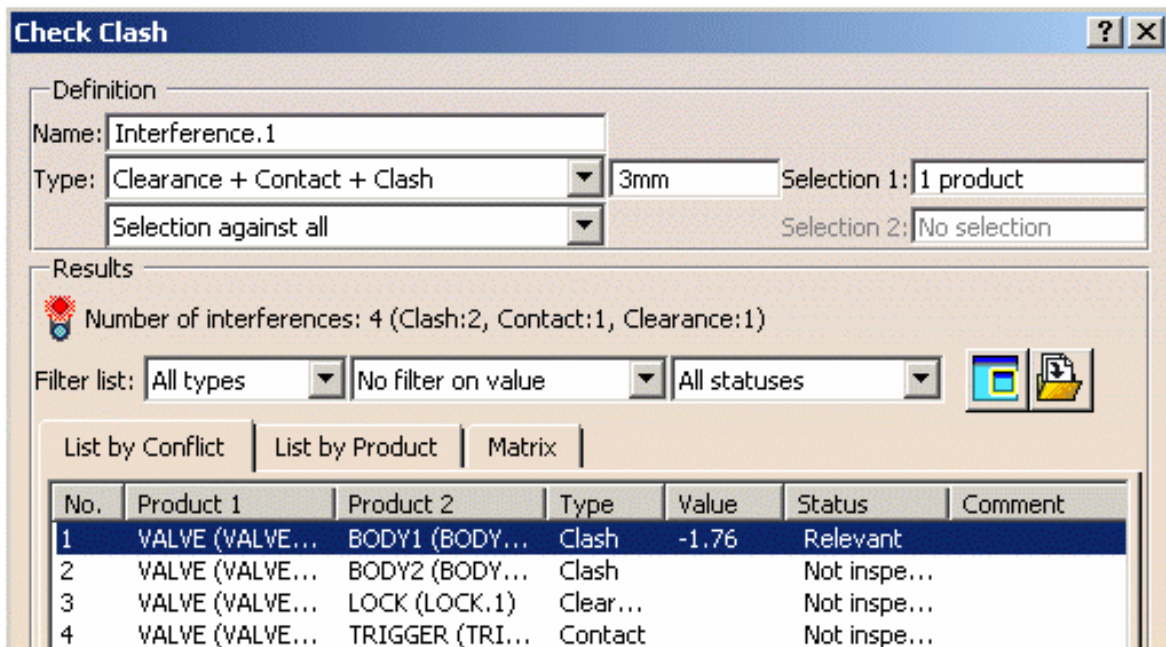 Check Clash
Definition
Name: Interference.1
Type: Clearance + Contact + Clash 3mm Selection 1: 1 product
Selection against all Selection 2: No selection
Results
Number of interferences: 4 (Clash:2, Contact:1, Clearance:1)
Filter list: All types No filter on value All statuses
List by Conflict List by Product Matrix
No. Product 1 Product 2 Type Value Status Comment
1 VALVE (VALVE... BODY1 (BODY... Clash -1.76 Relevant
2 VALVE (VALVE... BODY2 (BODY... Clash Not inspe...
3 VALVE (VALVE... LOCK (LOCK.1) Clear... Not inspe...
4 VALVE (VALVE... TRIGGER (TRI... Contact Not inspe...